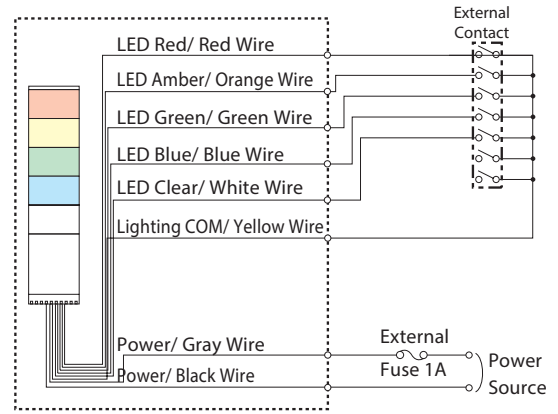 External
Contact
LED Red/ Red Wire
LED Amber/ Orange Wire
LED Green/ Green Wire
LED Blue/ Blue Wire
LED Clear/ White Wire
Lighting COM/ Yellow Wire
Power/ Gray Wire
External
Fuse 1A
Power
Source
Power/ Black Wire